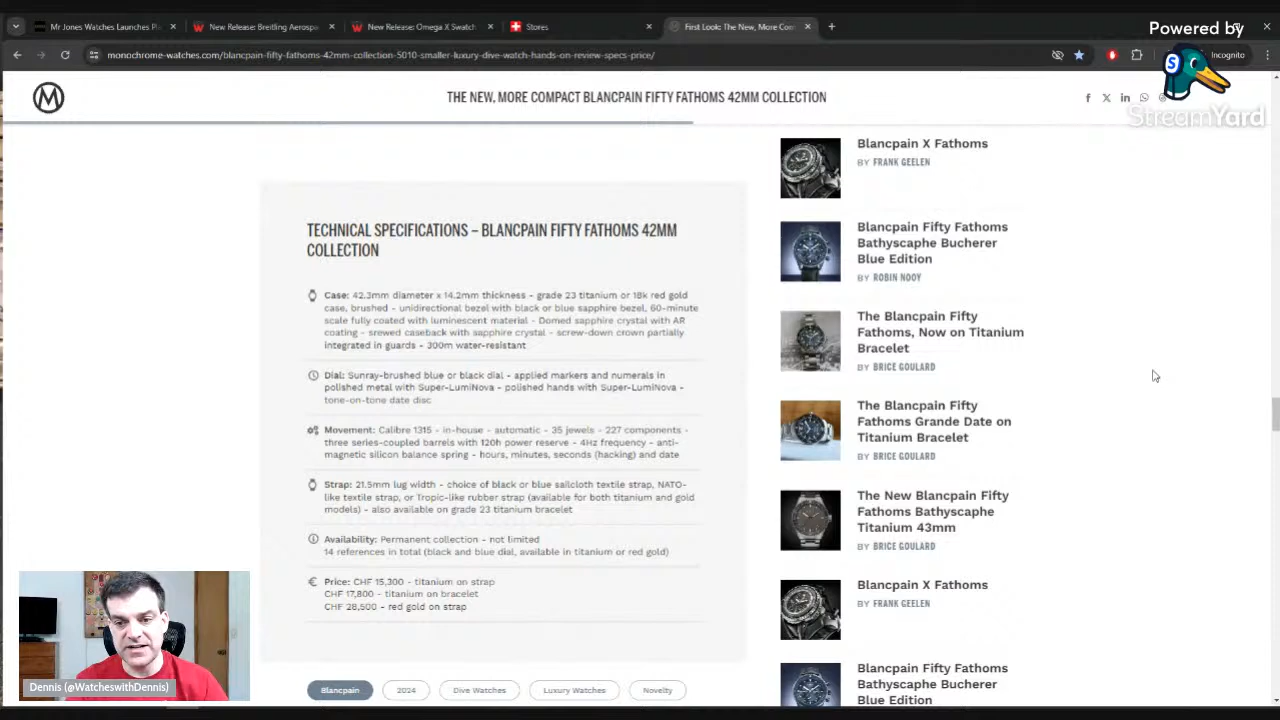 Mr Jones Watches Launches Pl
New Release: Breitling Aerosp
New Release: Omega X Swatch
Stores
First Look: The New, More Com
Powered by
monochrome-watches.com/blancpain-fifty-fathoms-42mm-collection-5010-smaller-luxury-dive-watch-hands-on-review-specs-price/
Incognito
M
THE NEW, MORE COMPACT BLANCPAIN FIFTY FATHOMS 42MM COLLECTION
S
StreamYard
Blancpain X Fathoms
BY FRANK GEELEN
TECHNICAL SPECIFICATIONS – BLANCPAIN FIFTY FATHOMS 42MM
COLLECTION
Case: 42.3mm diameter x 14.2mm thickness - grade 23 titanium or 18k red gold
case, brushed - unidirectional bezel with black or blue sapphire bezel, 60-minute
scale fully coated with luminescent material - Domed sapphire crystal with AR
coating - srewed caseback with sapphire crystal - screw-down crown partially
integrated in guards - 300m water-resistant
Dial: Sunray-brushed blue or black dial - applied markers and numerals in
polished metal with Super-LumiNova - polished hands with Super-LumiNova -
tone-on-tone date disc
Movement: Calibre 1315 - in-house - automatic - 35 jewels - 227 components -
three series-coupled barrels with 120h power reserve - 4Hz frequency - anti-
magnetic silicon balance spring - hours, minutes, seconds (hacking) and date
Strap: 21.5mm lug width - choice of black or blue sailcloth textile strap, NATO-
like textile strap, or Tropic-like rubber strap (available for both titanium and gold
models) - also available on grade 23 titanium bracelet
Availability: Permanent collection - not limited
14 references in total (black and blue dial, available in titanium or red gold)
Price: CHF 15,300 - titanium on strap
CHF 17,800 - titanium on bracelet
CHF 28,500 - red gold on strap
Blancpain
2024
Dive Watches
Luxury Watches
Novelty
Blancpain Fifty Fathoms
Bathyscaphe Bucherer
Blue Edition
BY ROBIN NOOY
The Blancpain Fifty
Fathoms, Now on Titanium
Bracelet
BY BRICE GOULARD
The Blancpain Fifty
Fathoms Grande Date on
Titanium Bracelet
BY BRICE GOULARD
The New Blancpain Fifty
Fathoms Bathyscaphe
Titanium 43mm
BY BRICE GOULARD
Blancpain X Fathoms
BY FRANK GEELEN
Blancpain Fifty Fathoms
Bathyscaphe Bucherer
Blue Edition
Dennis (@WatcheswithDennis)